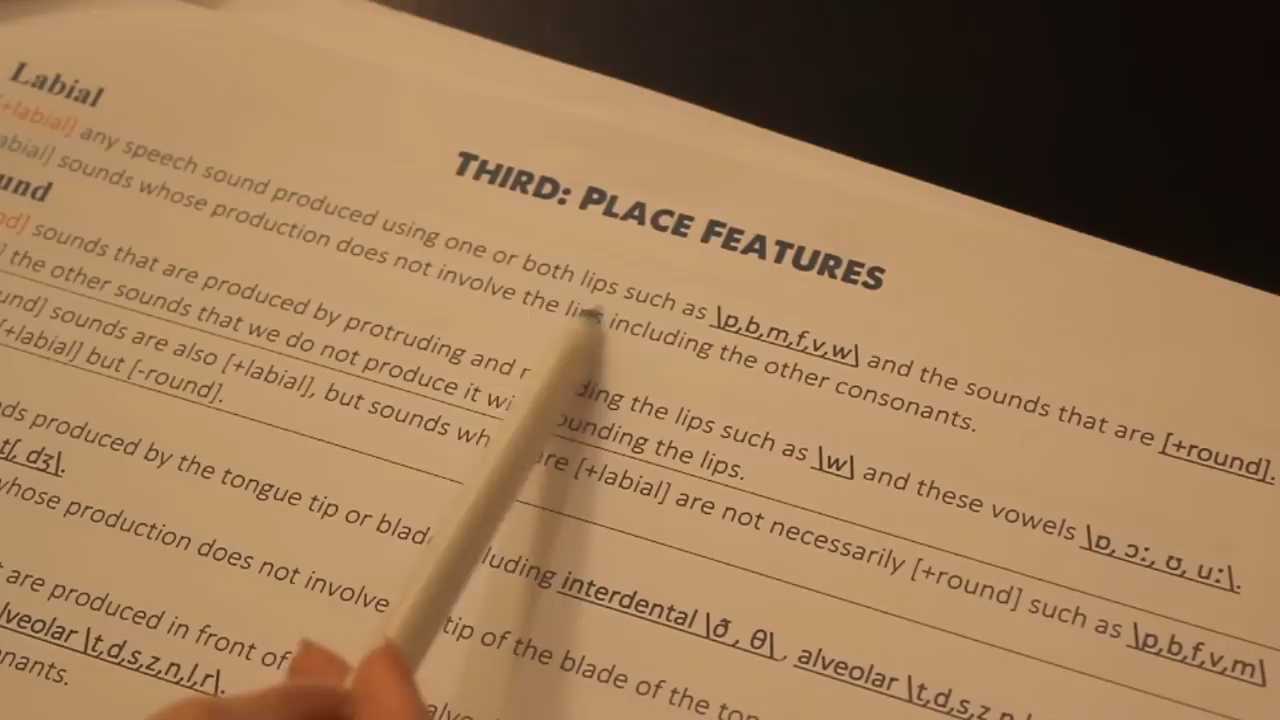 THIRD: PLACE FEATURES
Labial
[+labial] any speech sound produced using one or both lips such as \p,b,m,f,v,w\ and the sounds that are [+round].
abial] sounds whose production does not involve the lips including the other consonants.
und
nd] sounds that are produced by protruding and r ding the lips such as \w\ and these vowels \ɒ, ɔ:, ʊ, u:\.
] the other sounds that we do not produce it wi ounding the lips.
und] sounds are also [+labial], but sounds wh are [+labial] are not necessarily [+round] such as \p,b,f,v,m\
[+labial] but [-round].
ds produced by the tongue tip or blad luding interdental \ð , θ\, alveolar \t,d,s,z,n
tʃ, dʒ\.
whose production does not involve tip of the blade of the ton
are produced in front of
alveolar \t,d,s,z,n,l,r\.
nants.